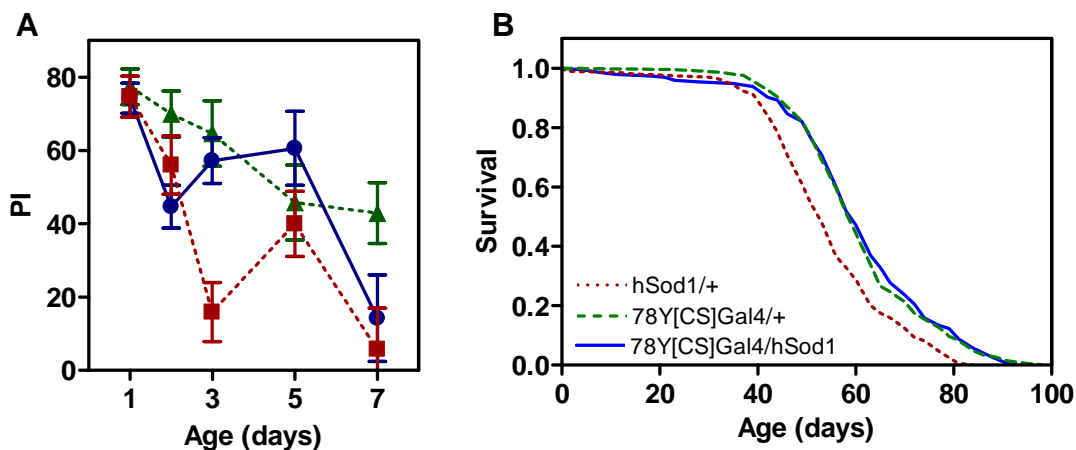 A
PI
80
60
40
20
0
1 3 5 7
Age (days)
B
Survival
1.0
0.8
0.6
0.4
0.2
0.0
hSod1/+
78Y[CS]Gal4/+
78Y[CS]Gal4/hSod1
0 20 40 60 80 100
Age (days)